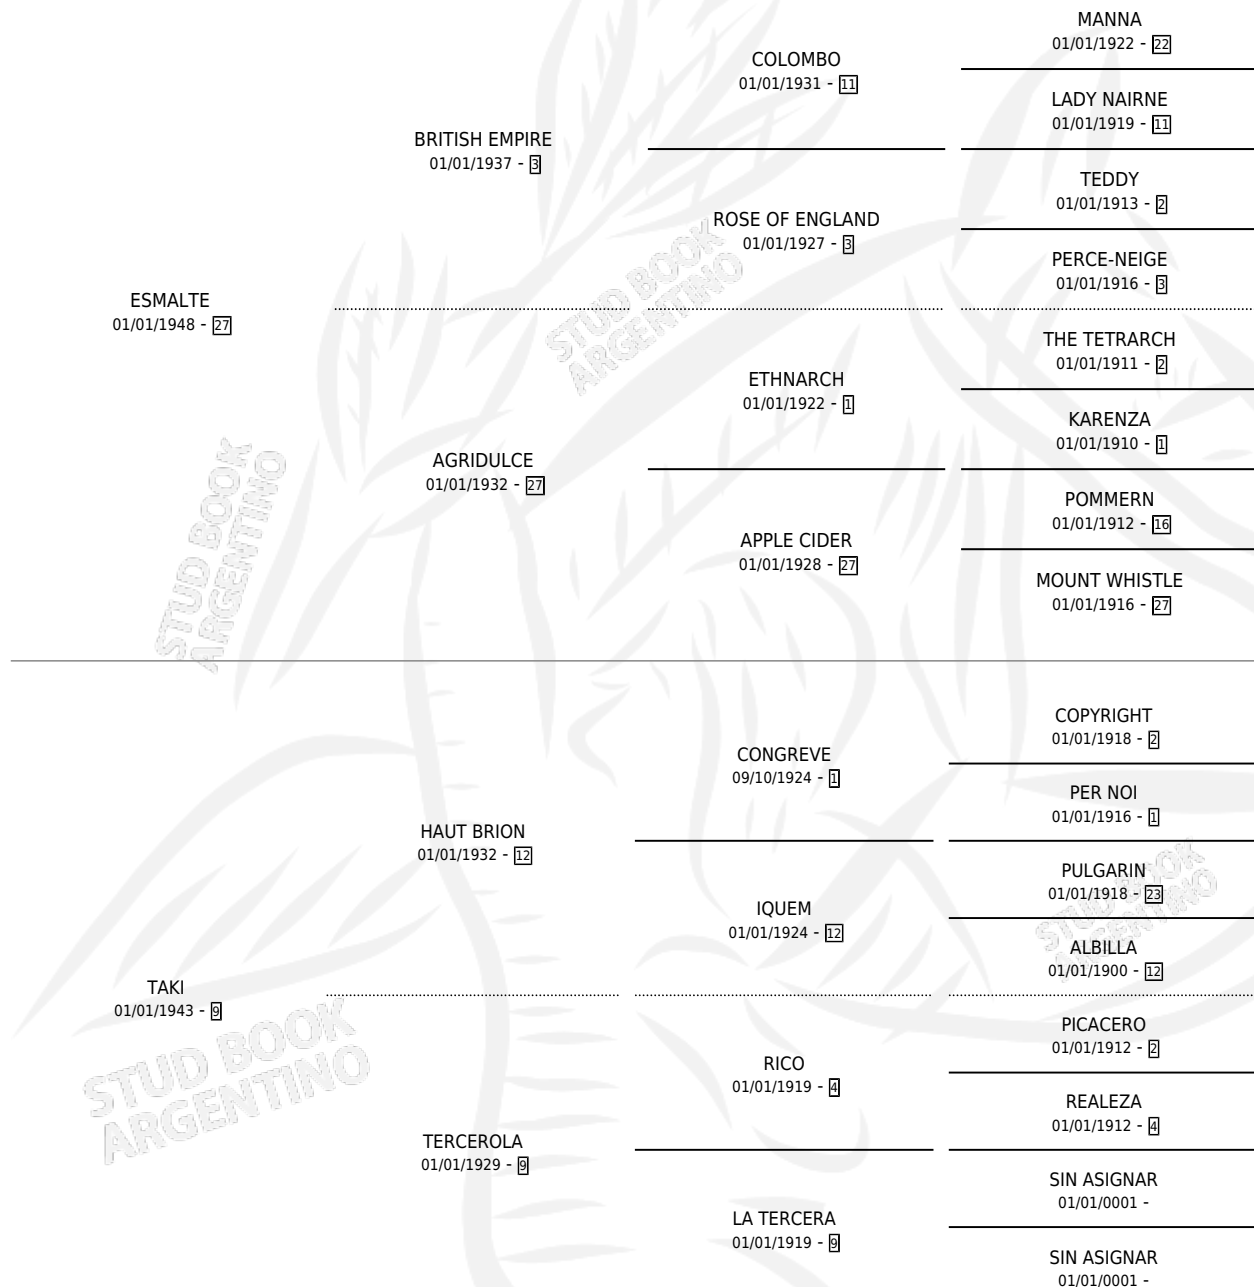 MANNA
01/01/1922 - 22
COLOMBO
01/01/1931 - 11
LADY NAIRNE
01/01/1919 - 11
BRITISH EMPIRE
01/01/1937 - 3
TEDDY
01/01/1913 - 2
ROSE OF ENGLAND
01/01/1927 - 3
PERCE-NEIGE
01/01/1916 - 3
ESMALTE
01/01/1948 - 27
STUD BOOK
ARGENTINO
THE TETRARCH
01/01/1911 - 2
ETHNARCH
01/01/1922 - 1
KARENZA
01/01/1910 - 1
AGRIDULCE
01/01/1932 - 27
POMMERN
01/01/1912 - 16
APPLE CIDER
01/01/1928 - 27
MOUNT WHISTLE
01/01/1916 - 27
STUD BOOK
ARGENTINO
COPYRIGHT
01/01/1918 - 2
CONGREVE
09/10/1924 - 1
PER NOI
01/01/1916 - 1
HAUT BRION
01/01/1932 - 12
PULGARIN
01/01/1918 - 23
IQUEM
01/01/1924 - 12
ALBILLA
01/01/1900 - 12
STUD BOOK
ARGENTINO
TAKI
01/01/1943 - 9
STUD BOOK
ARGENTINO
PICACERO
01/01/1912 - 2
RICO
01/01/1919 - 4
REALEZA
01/01/1912 - 4
TERCEROLA
01/01/1929 - 9
SIN ASIGNAR
01/01/0001 -
LA TERCERA
01/01/1919 - 9
SIN ASIGNAR
01/01/0001 -